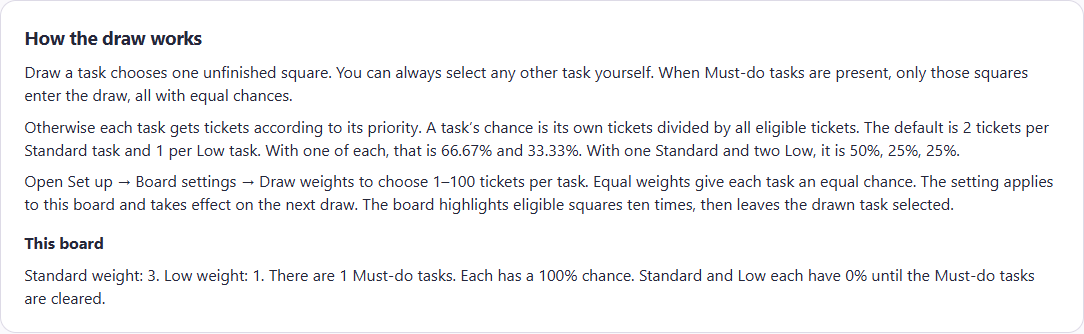 How the draw works
Draw a task chooses one unfinished square. You can always select any other task yourself. When Must-do tasks are present, only those squares
enter the draw, all with equal chances.
Otherwise each task gets tickets according to its priority. A task’s chance is its own tickets divided by all eligible tickets. The default is 2 tickets per
Standard task and 1 per Low task. With one of each, that is 66.67% and 33.33%. With one Standard and two Low, it is 50%, 25%, 25%.
Open Set up → Board settings → Draw weights to choose 1–100 tickets per task. Equal weights give each task an equal chance. The setting applies
to this board and takes effect on the next draw. The board highlights eligible squares ten times, then leaves the drawn task selected.
This board
Standard weight: 3. Low weight: 1. There are 1 Must-do tasks. Each has a 100% chance. Standard and Low each have 0% until the Must-do tasks
are cleared.